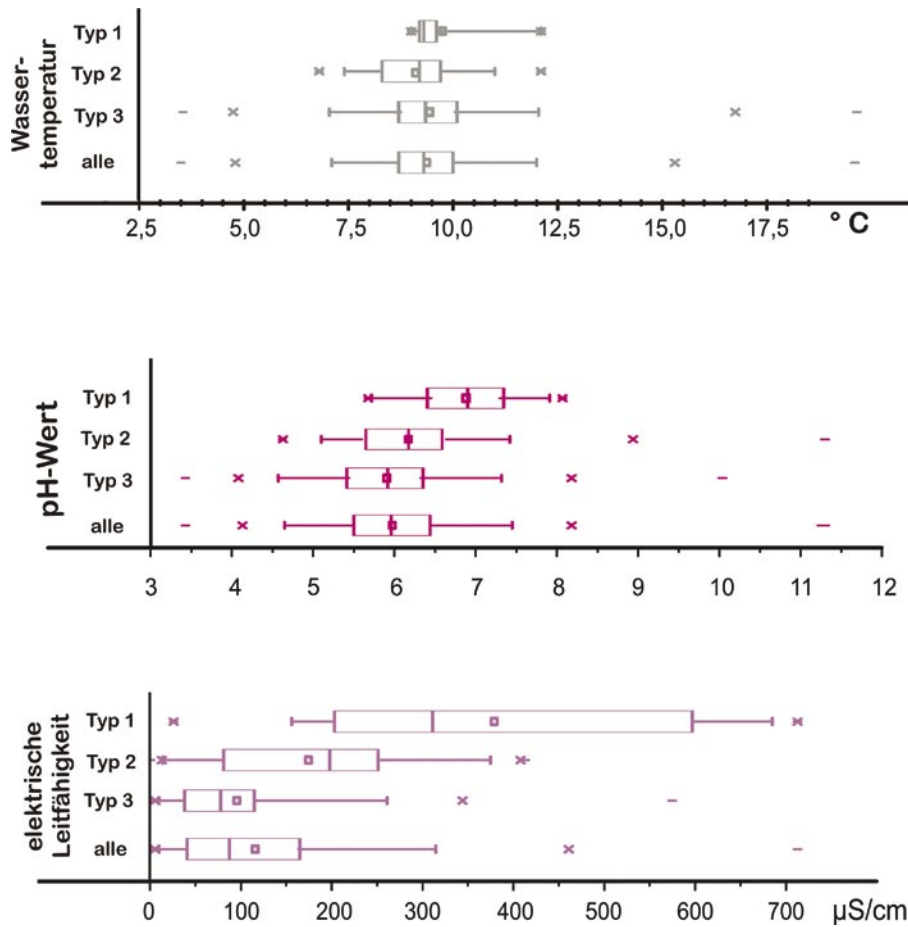 Wasser-
temperatur
Typ 1
Typ 2
Typ 3
alle
2,5 5,0 7,5 10,0 12,5 15,0 17,5 ° C
pH-Wert
Typ 1
Typ 2
Typ 3
alle
3 4 5 6 7 8 9 10 11 12
elektrische
Leitfähigkeit
Typ 1
Typ 2
Typ 3
alle
0 100 200 300 400 500 600 700 µS/cm